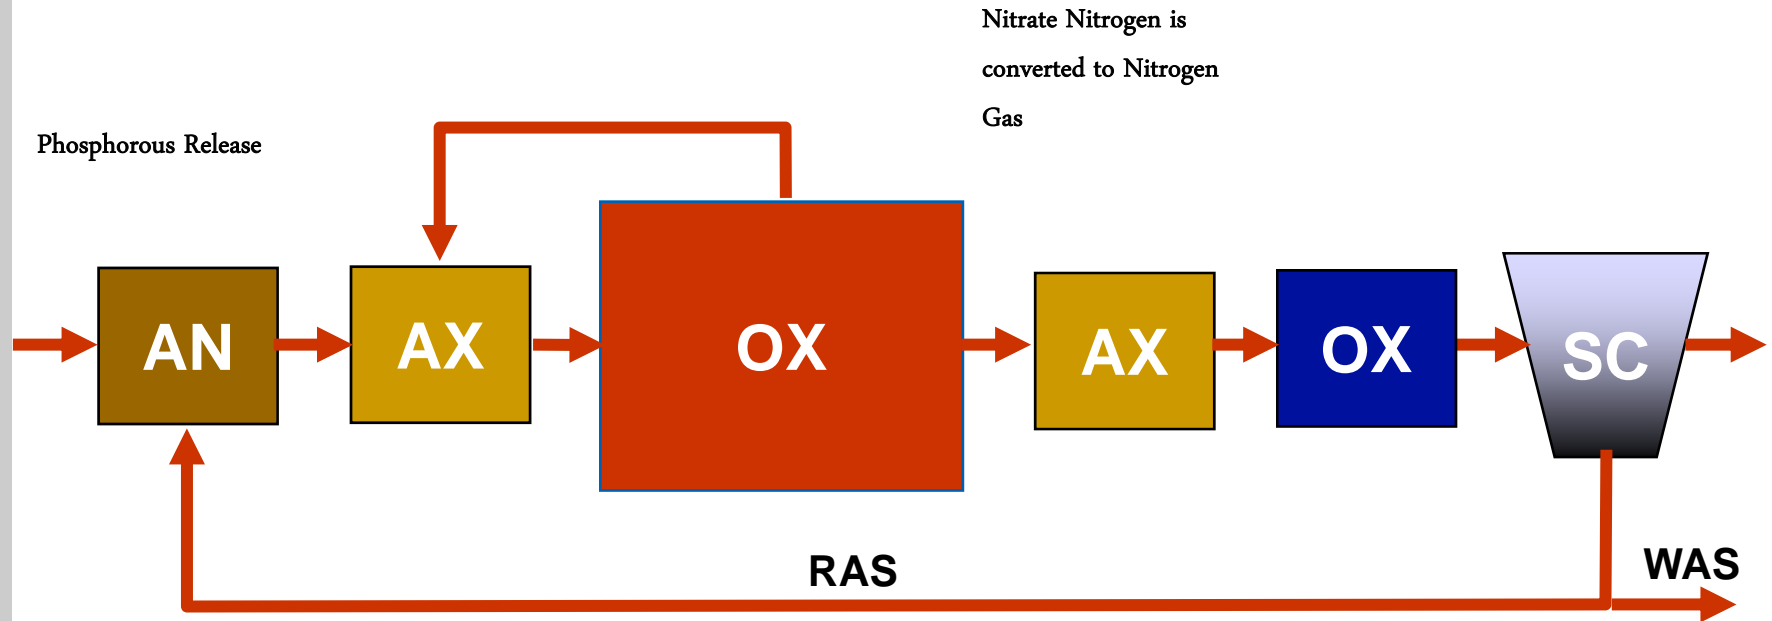 Nitrate Nitrogen is
converted to Nitrogen
Gas
Phosphorous Release
AN
AX
OX
AX
OX
SC
RAS
WAS